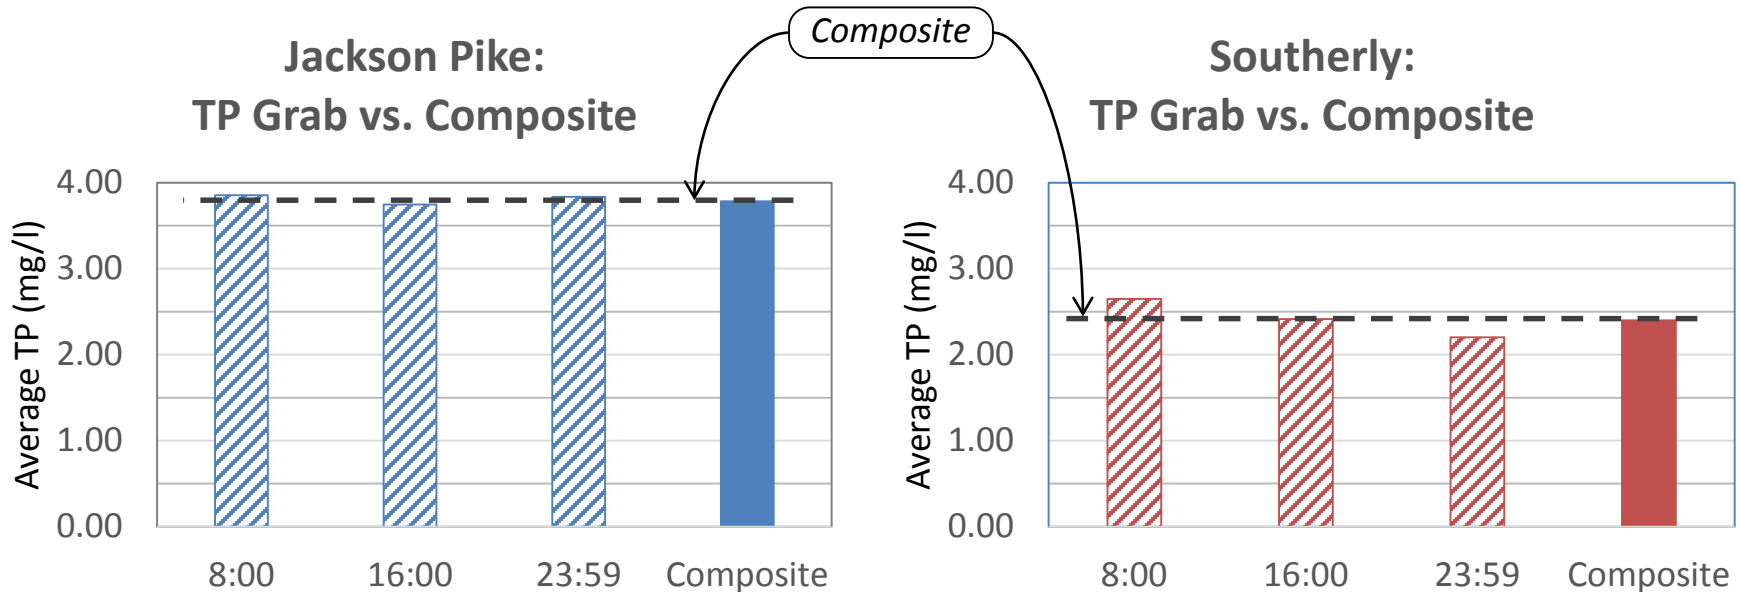 Composite
Jackson Pike:
TP Grab vs. Composite
Average TP (mg/l)
4.00
3.00
2.00
1.00
0.00
8:00 16:00 23:59 Composite
Southerly:
TP Grab vs. Composite
Average TP (mg/l)
4.00
3.00
2.00
1.00
0.00
8:00 16:00 23:59 Composite